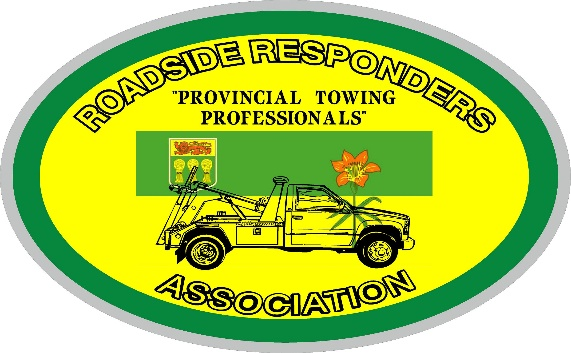 ROADSIDE RESPONDERS
"PROVINCIAL TOWING
PROFESSIONALS"
ASSOCIATION